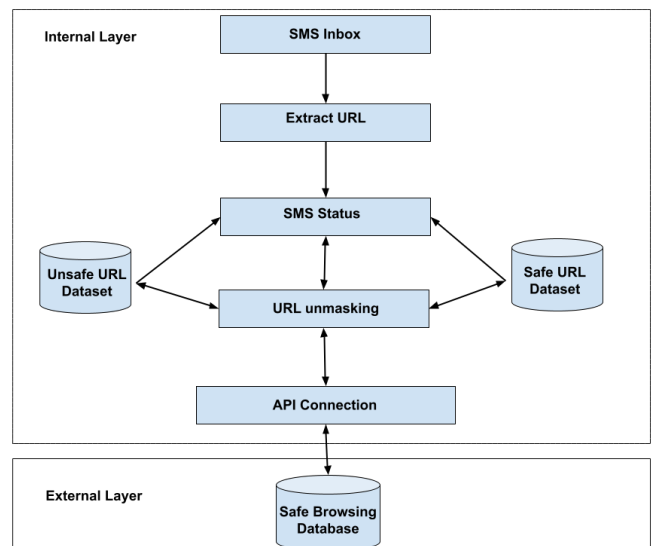 Internal Layer
SMS Inbox
Extract URL
SMS Status
Unsafe URL
Dataset
Safe URL
Dataset
URL unmasking
API Connection
External Layer
Safe Browsing
Database